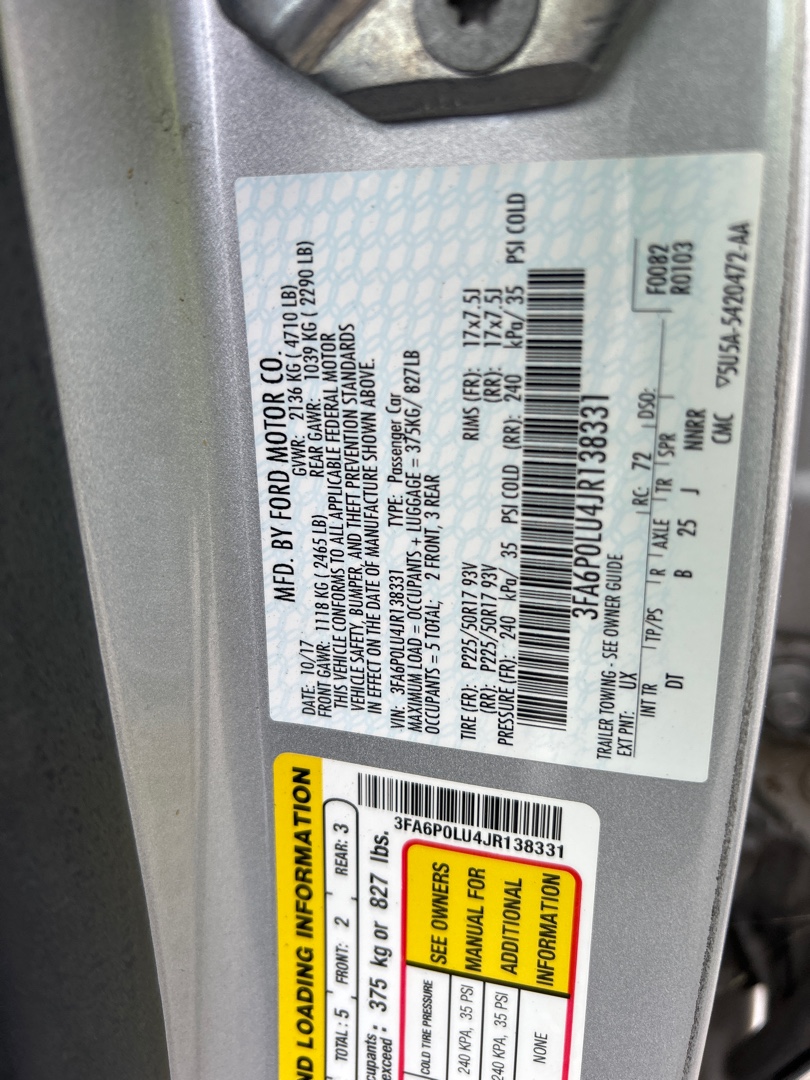 MFD. BY FORD MOTOR CO.
DATE: 10/17 GVWR: 2136 KG ( 4710 LB)
FRONT GAWR: 1118 KG ( 2465 LB) REAR GAWR: 1039 KG ( 2290 LB)
THIS VEHICLE CONFORMS TO ALL APPLICABLE FEDERAL MOTOR
VEHICLE SAFETY, BUMPER, AND THEFT PREVENTION STANDARDS
IN EFFECT ON THE DATE OF MANUFACTURE SHOWN ABOVE.
VIN: 3FA6P0LU4JR138331 TYPE: Passenger Car
MAXIMUM LOAD = OCCUPANTS + LUGGAGE = 375KG/ 827LB
OCCUPANTS = 5 TOTAL; 2 FRONT, 3 REAR
TIRE (FR): P225/50R17 93V RIMS (FR): 17x7.5J
(RR): P225/50R17 93V (RR): 17x7.5J
PRESSURE (FR): 240 kPa/ 35 PSI COLD (RR): 240 kPa/ 35 PSI COLD
3FA6P0LU4JR138331
TRAILER TOWING - SEE OWNER GUIDE
EXT PNT: UX RC: 72 DSO:
INT TR TP/PS R AXLE TR SPR F0082
DT B 25 J NNRR R0103
CMC ▽5U5A-5420472-AA
ND LOADING INFORMATION
TOTAL: 5 FRONT: 2 REAR: 3
cupants
exceed : 375 kg or 827 lbs.
3FA6P0LU4JR138331
COLD TIRE PRESSURE
240 KPA, 35 PSI
240 KPA, 35 PSI
NONE
SEE OWNERS
MANUAL FOR
ADDITIONAL
INFORMATION